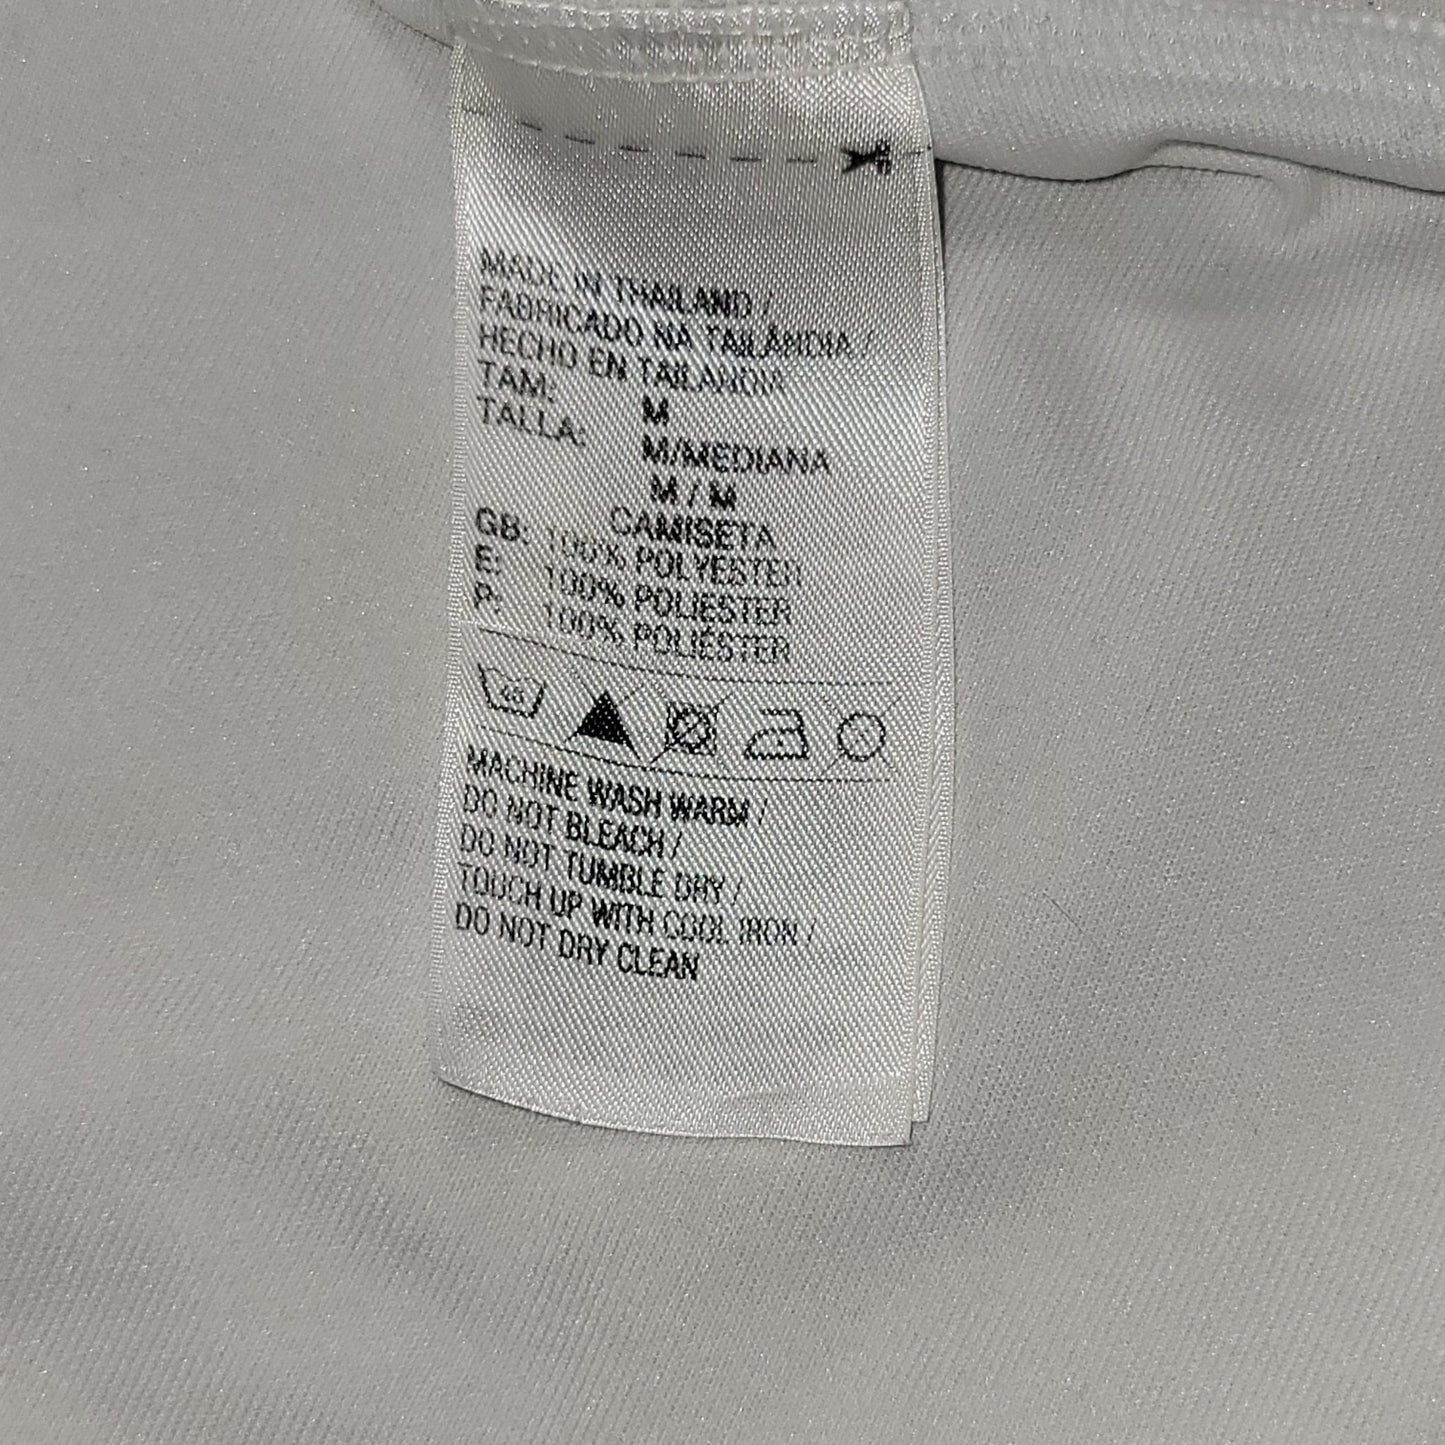 MADE IN THAILAND /
FABRICADO NA TAILÂNDIA /
HECHO EN TAILANDIA
TAM: M
TALLA: M/MEDIANA
M / M
CAMISETA
GB: 100% POLYESTER
E: 100% POLIESTER
P: 100% POLIÉSTER
40
MACHINE WASH WARM /
DO NOT BLEACH /
DO NOT TUMBLE DRY /
TOUCH UP WITH COOL IRON /
DO NOT DRY CLEAN